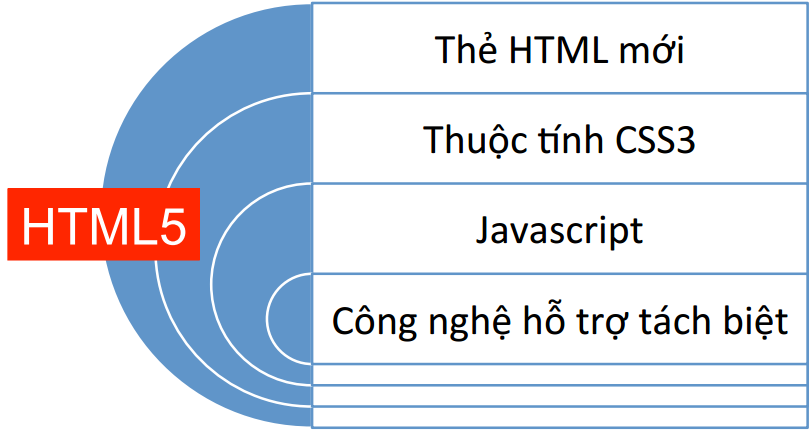 Thẻ HTML mới
Thuộc tính CSS3
HTML5
Javascript
Công nghệ hỗ trợ tách biệt